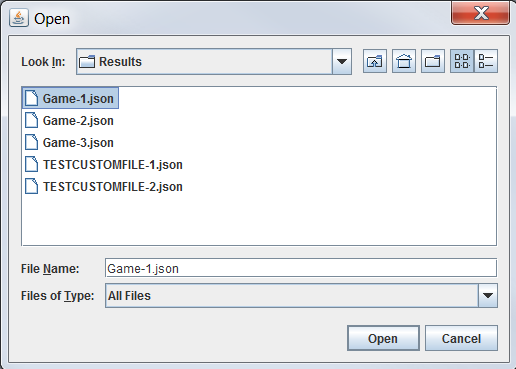 Open
Look In: Results
Game-1.json
Game-2.json
Game-3.json
TESTCUSTOMFILE-1.json
TESTCUSTOMFILE-2.json
File Name: Game-1.json
Files of Type: All Files
Open Cancel